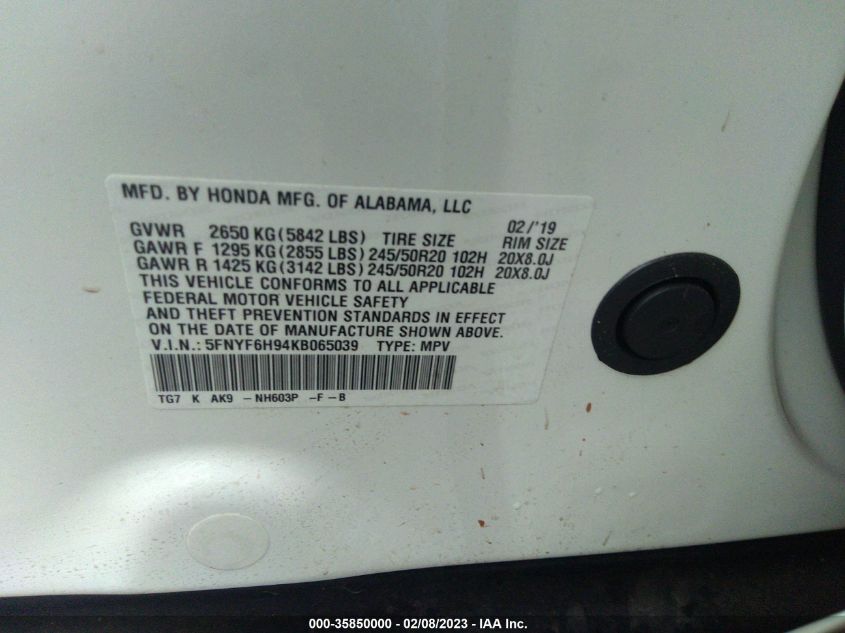 MFD. BY HONDA MFG. OF ALABAMA, LLC
GVWR 2650 KG (5842 LBS) TIRE SIZE 02/'19 RIM SIZE
GAWR F 1295 KG (2855 LBS) 245/50R20 102H 20X8.0J
GAWR R 1425 KG (3142 LBS) 245/50R20 102H 20X8.0J
THIS VEHICLE CONFORMS TO ALL APPLICABLE
FEDERAL MOTOR VEHICLE SAFETY
AND THEFT PREVENTION STANDARDS IN EFFECT
ON THE DATE OF MANUFACTURE SHOWN ABOVE.
V.I.N.: 5FNYF6H94KB065039 TYPE: MPV
TG7 K AK9 -NH603P -F-B
000-35850000 - 02/08/2023 - IAA Inc.